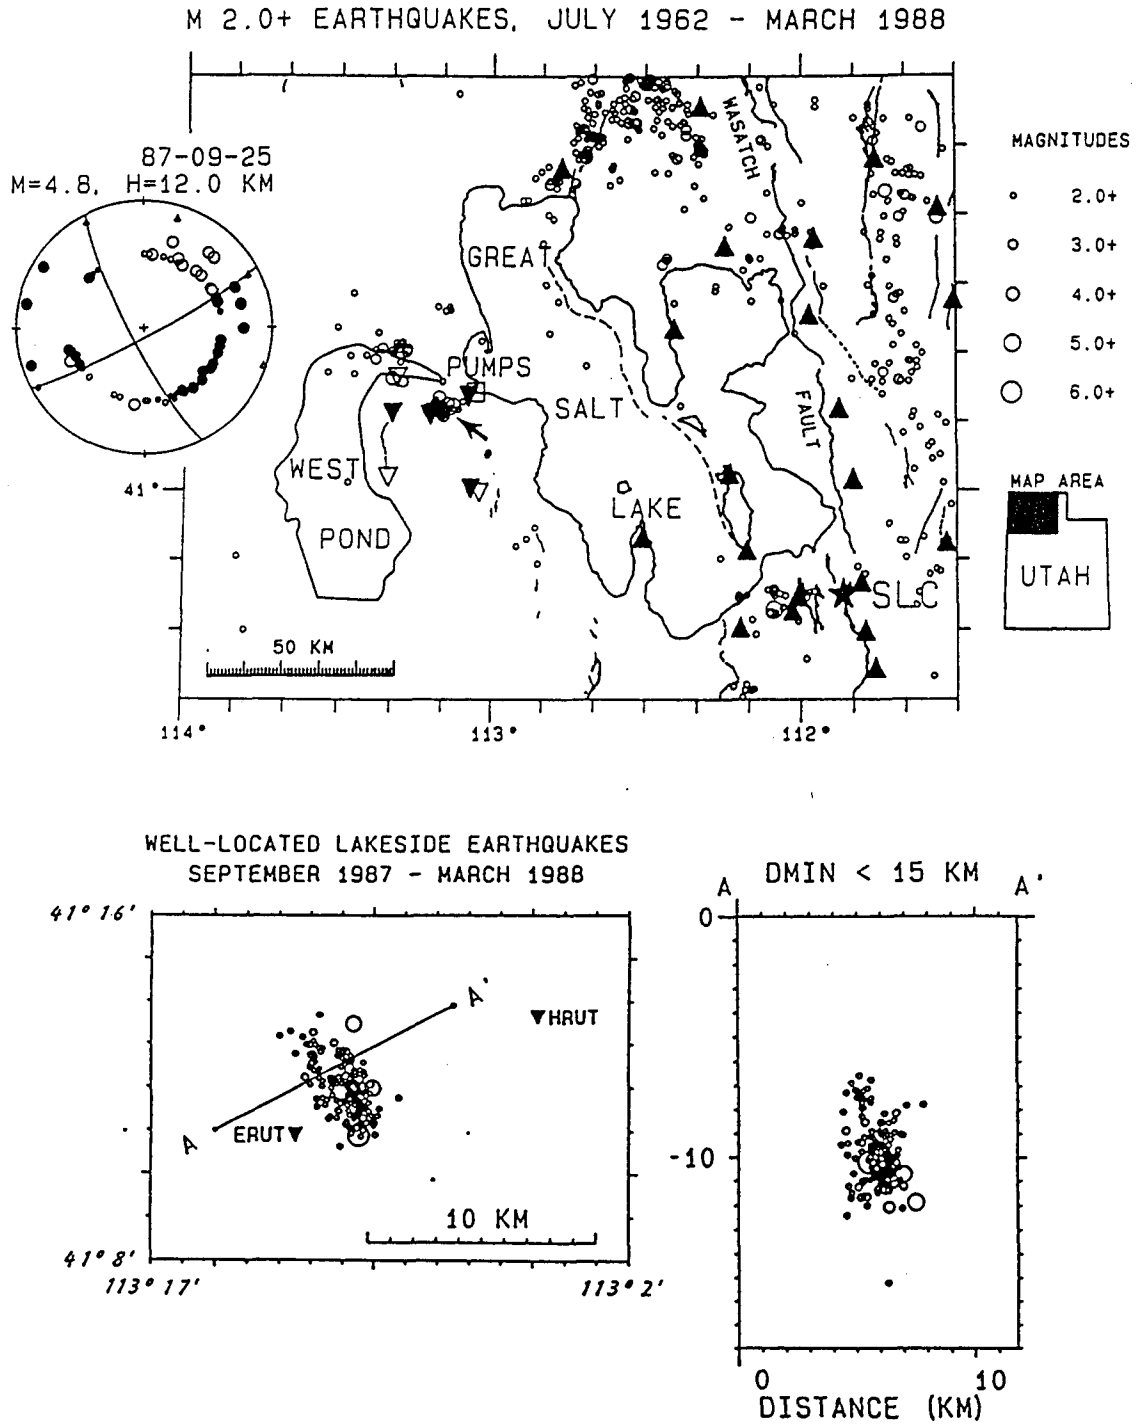 M 2.0+ EARTHQUAKES, JULY 1962 - MARCH 1988
87-09-25
M=4.8, H=12.0 KM
WASATCH
FAULT
GREAT
SALT
LAKE
PUMPS
WEST
POND
SLC
41°
50 KM
114°
113°
112°
MAGNITUDES
2.0+
3.0+
4.0+
5.0+
6.0+
MAP AREA
UTAH
WELL-LOCATED LAKESIDE EARTHQUAKES
SEPTEMBER 1987 - MARCH 1988
41° 16'
A'
HRUT
A
ERUT
10 KM
41° 8'
113° 17'
113° 2'
DMIN < 15 KM
A
A'
0
-10
0
10
DISTANCE (KM)